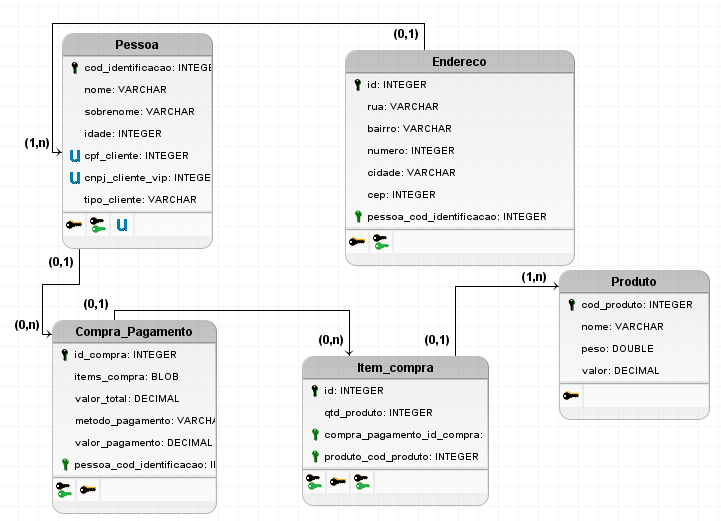 (0,1)
Pessoa
cod_identificacao: INTEGE
nome: VARCHAR
sobrenome: VARCHAR
idade: INTEGER
(1,n)
cpf_cliente: INTEGER
cnpj_cliente_vip: INTEGE
tipo_cliente: VARCHAR
Endereco
id: INTEGER
rua: VARCHAR
bairro: VARCHAR
numero: INTEGER
cidade: VARCHAR
cep: INTEGER
pessoa_cod_identificacao: INTEGER
(0,1)
(0,n)
(0,1)
Compra_Pagamento
id_compra: INTEGER
items_compra: BLOB
valor_total: DECIMAL
metodo_pagamento: VARCHA
valor_pagamento: DECIMAL
pessoa_cod_identificacao: II
(0,n)
Item_compra
id: INTEGER
qtd_produto: INTEGER
compra_pagamento_id_compra:
produto_cod_produto: INTEGER
(0,1)
(1,n)
Produto
cod_produto: INTEGER
nome: VARCHAR
peso: DOUBLE
valor: DECIMAL